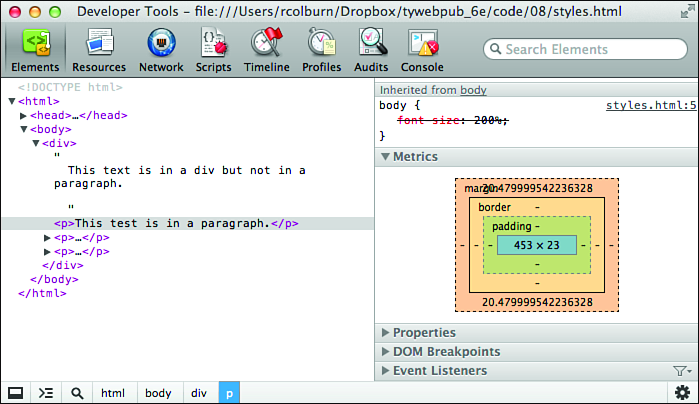 Developer Tools - file:///Users/rcolburn/Dropbox/tywebpub_6e/code/08/styles.html
Elements Resources Network Scripts Timeline Profiles Audits Console Search Elements
<!DOCTYPE html>
▼<html>
▶<head>…</head>
▼<body>
▼<div>
"
This text is in a div but not in a
paragraph.
"
<p>This test is in a paragraph.</p>
▶<p>…</p>
▶<p>…</p>
</div>
</body>
</html>
Inherited from body
body { styles.html:5
font-size: 200%;
}
▼ Metrics
margin 20.479999542236328
border -
padding -
- - - 453 × 23 - - -
-
-
20.479999542236328
▶ Properties
▶ DOM Breakpoints
▶ Event Listeners
html body div p